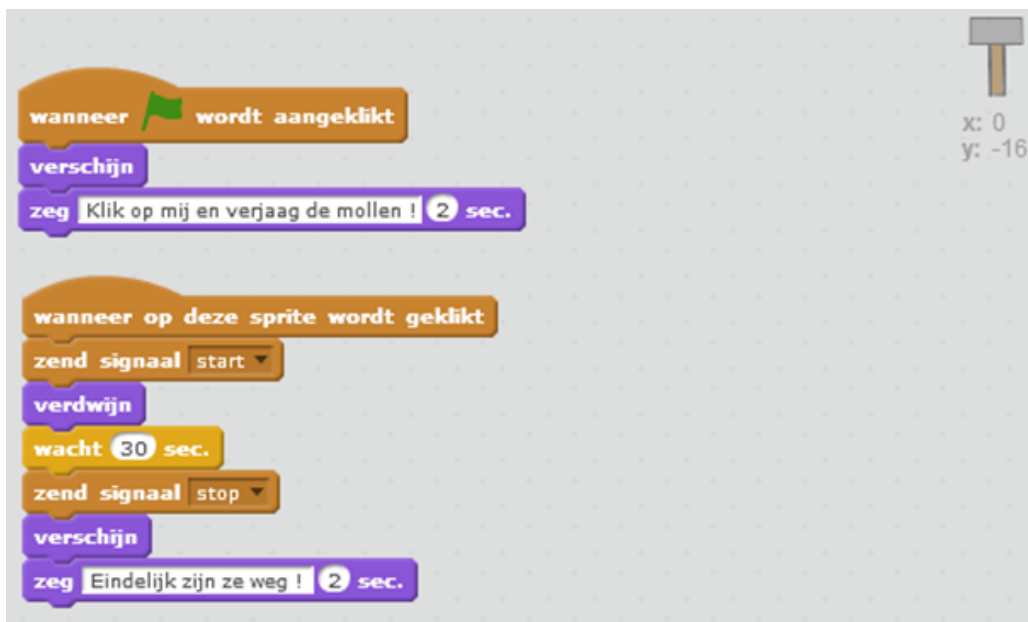 wanneer wordt aangeklikt
verschijn
zeg Klik op mij en verjaag de mollen ! 2 sec.
x: 0
y: -16
wanneer op deze sprite wordt geklikt
zend signaal start
verdwijn
wacht 30 sec.
zend signaal stop
verschijn
zeg Eindelijk zijn ze weg ! 2 sec.